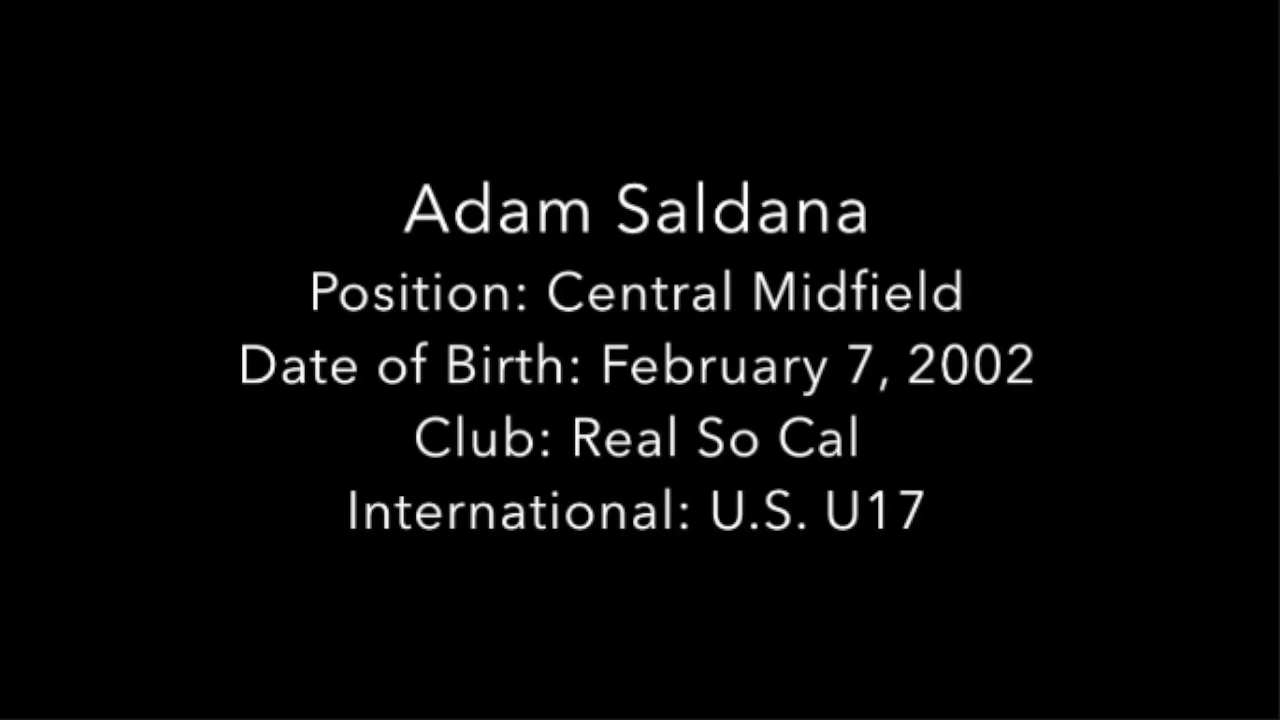 Adam Saldana
Position: Central Midfield
Date of Birth: February 7, 2002
Club: Real So Cal
International: U.S. U17